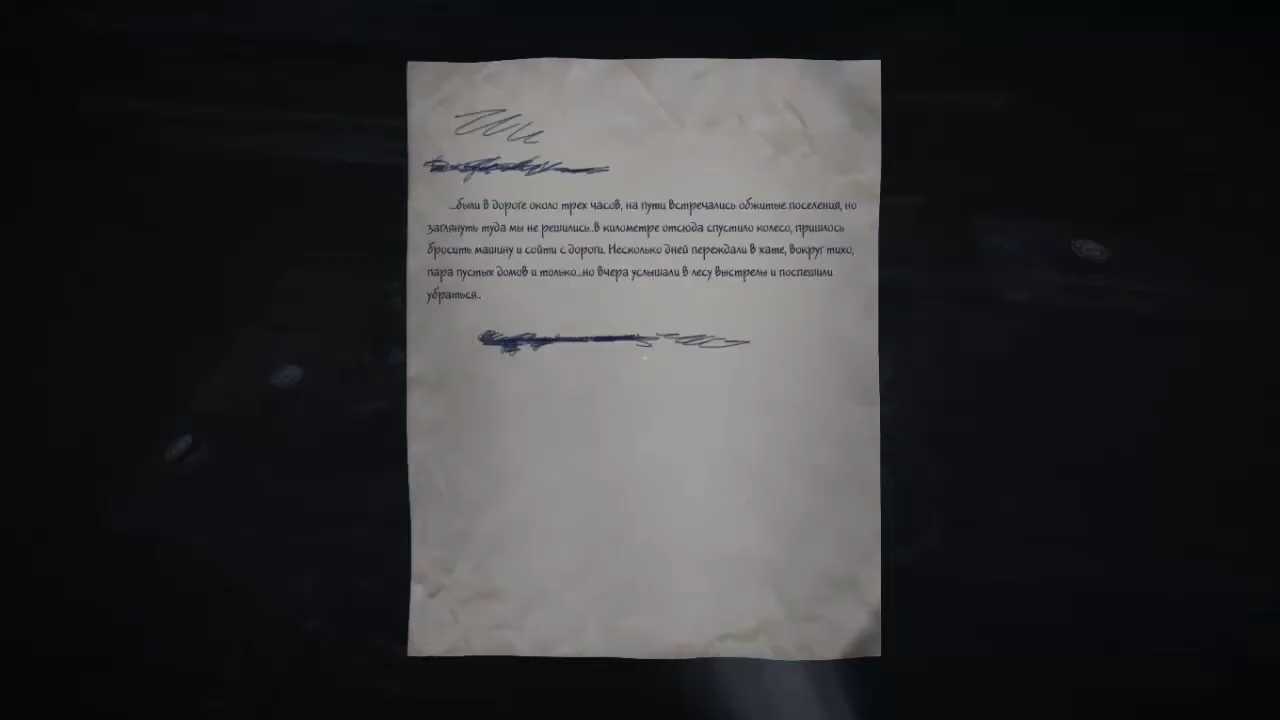 ...были в дороге около трех часов, на пути встречались обжитые поселения, но
заглянуть туда мы не решились..в километре отсюда спустило колесо, пришлось
бросить машину и сойти с дороги. Несколько дней переждали в хате, вокруг тихо,
пара пустых домов и только...но вчера услышали в лесу выстрелы и поспешили
убраться..